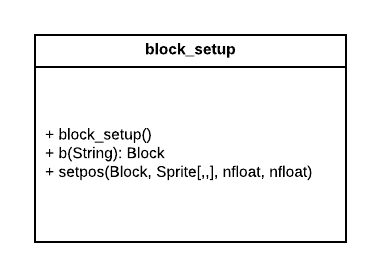 block_setup
+ block_setup()
+ b(String): Block
+ setpos(Block, Sprite[,,], nfloat, nfloat)